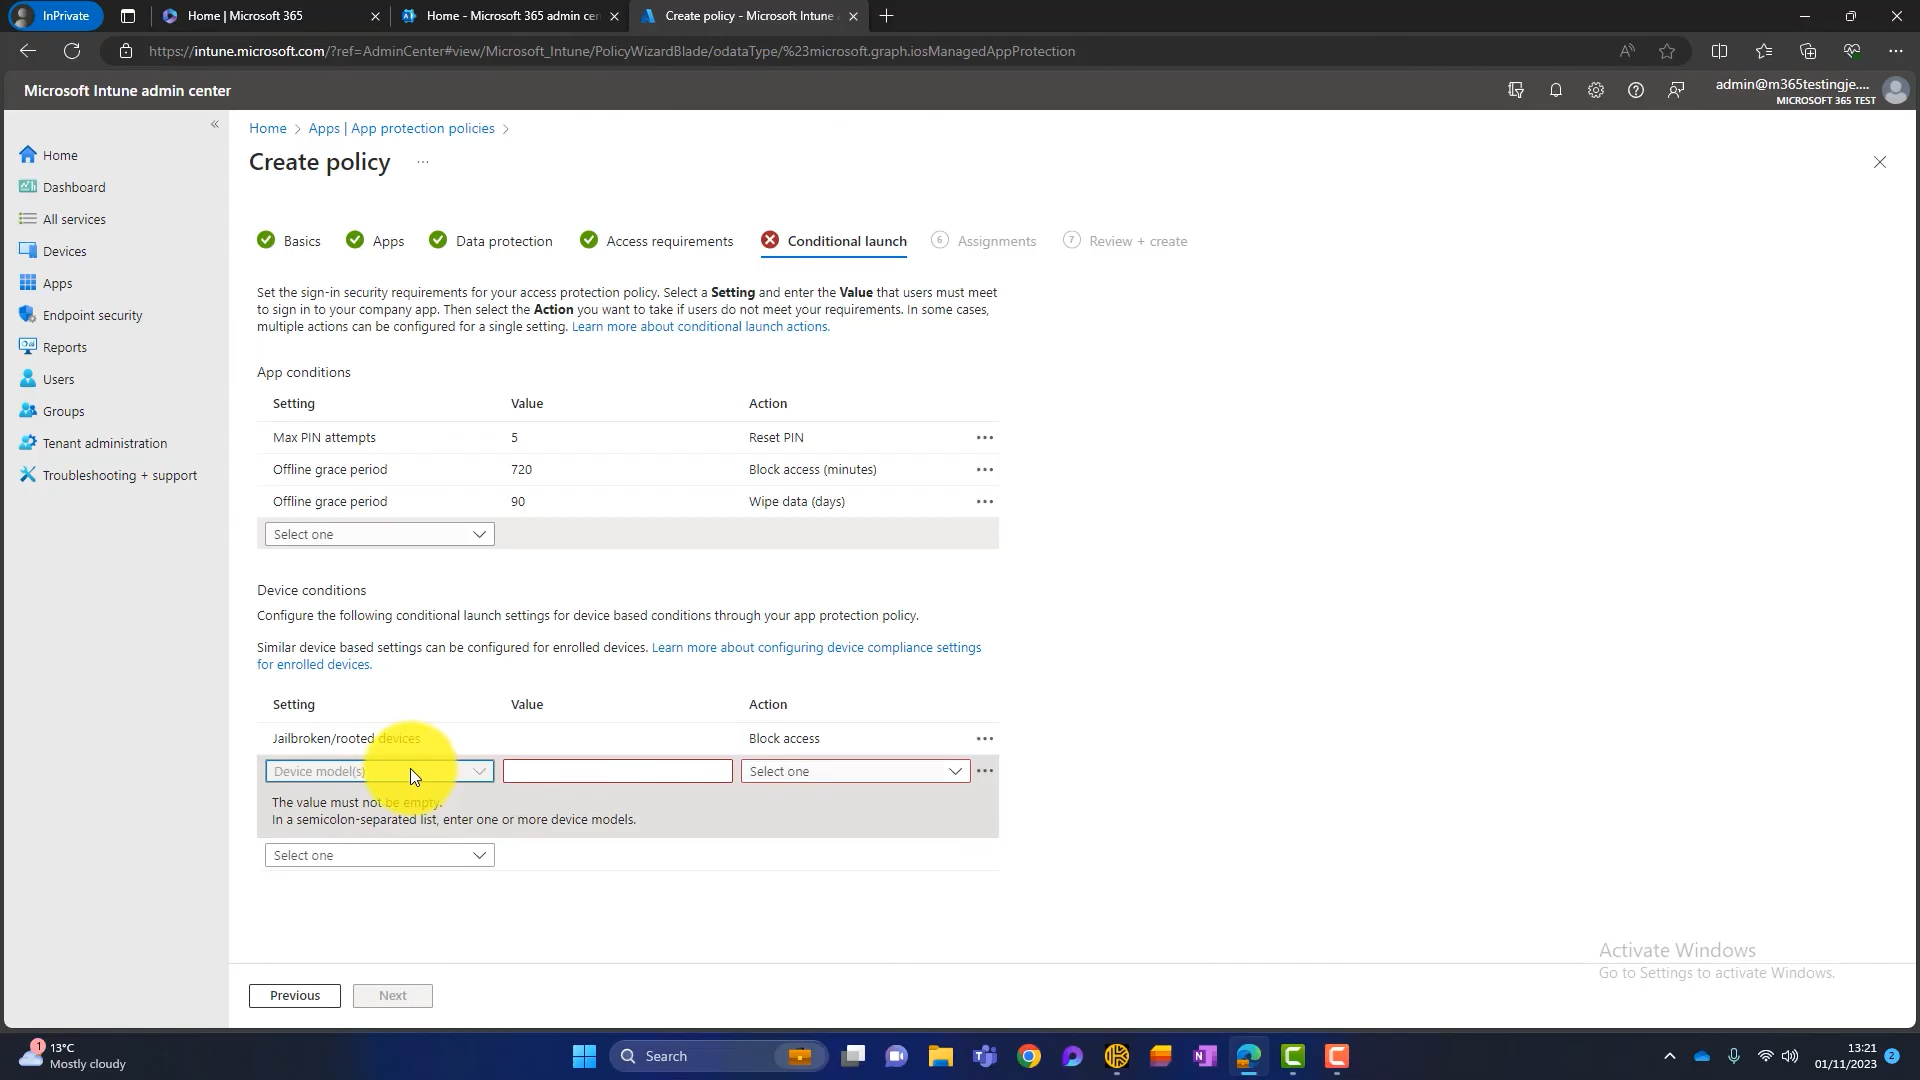 InPrivate
Home | Microsoft 365
Home - Microsoft 365 admin cen
Create policy - Microsoft Intune
https://intune.microsoft.com/?ref=AdminCenter#view/Microsoft_Intune/PolicyWizardBlade/odataType/%23microsoft.graph.iosManagedAppProtection
Microsoft Intune admin center
admin@m365testingje....
MICROSOFT 365 TEST
Home
Dashboard
All services
Devices
Apps
Endpoint security
Reports
Users
Groups
Tenant administration
Troubleshooting + support
Home > Apps | App protection policies >
Create policy ...
Basics Apps Data protection Access requirements Conditional launch 6 Assignments 7 Review + create
Set the sign-in security requirements for your access protection policy. Select a Setting and enter the Value that users must meet
to sign in to your company app. Then select the Action you want to take if users do not meet your requirements. In some cases,
multiple actions can be configured for a single setting. Learn more about conditional launch actions.
App conditions
Setting Value Action
Max PIN attempts 5 Reset PIN
Offline grace period 720 Block access (minutes)
Offline grace period 90 Wipe data (days)
Select one
Device conditions
Configure the following conditional launch settings for device based conditions through your app protection policy.
Similar device based settings can be configured for enrolled devices. Learn more about configuring device compliance settings
for enrolled devices.
Setting Value Action
Jailbroken/rooted devices Block access
Device model(s) Select one
The value must not be empty.
In a semicolon-separated list, enter one or more device models.
Select one
Previous Next
Activate Windows
Go to Settings to activate Windows.
1
13°C
Mostly cloudy
Search
13:21
01/11/2023
2